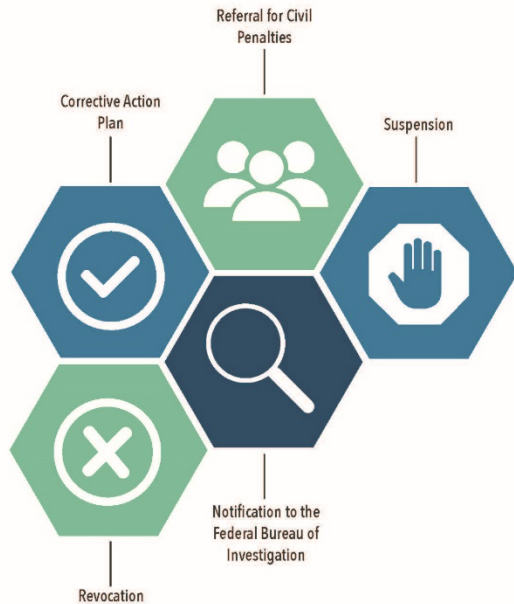 Referral for Civil
Penalties
Corrective Action
Plan
Suspension
Notification to the
Federal Bureau of
Investigation
Revocation